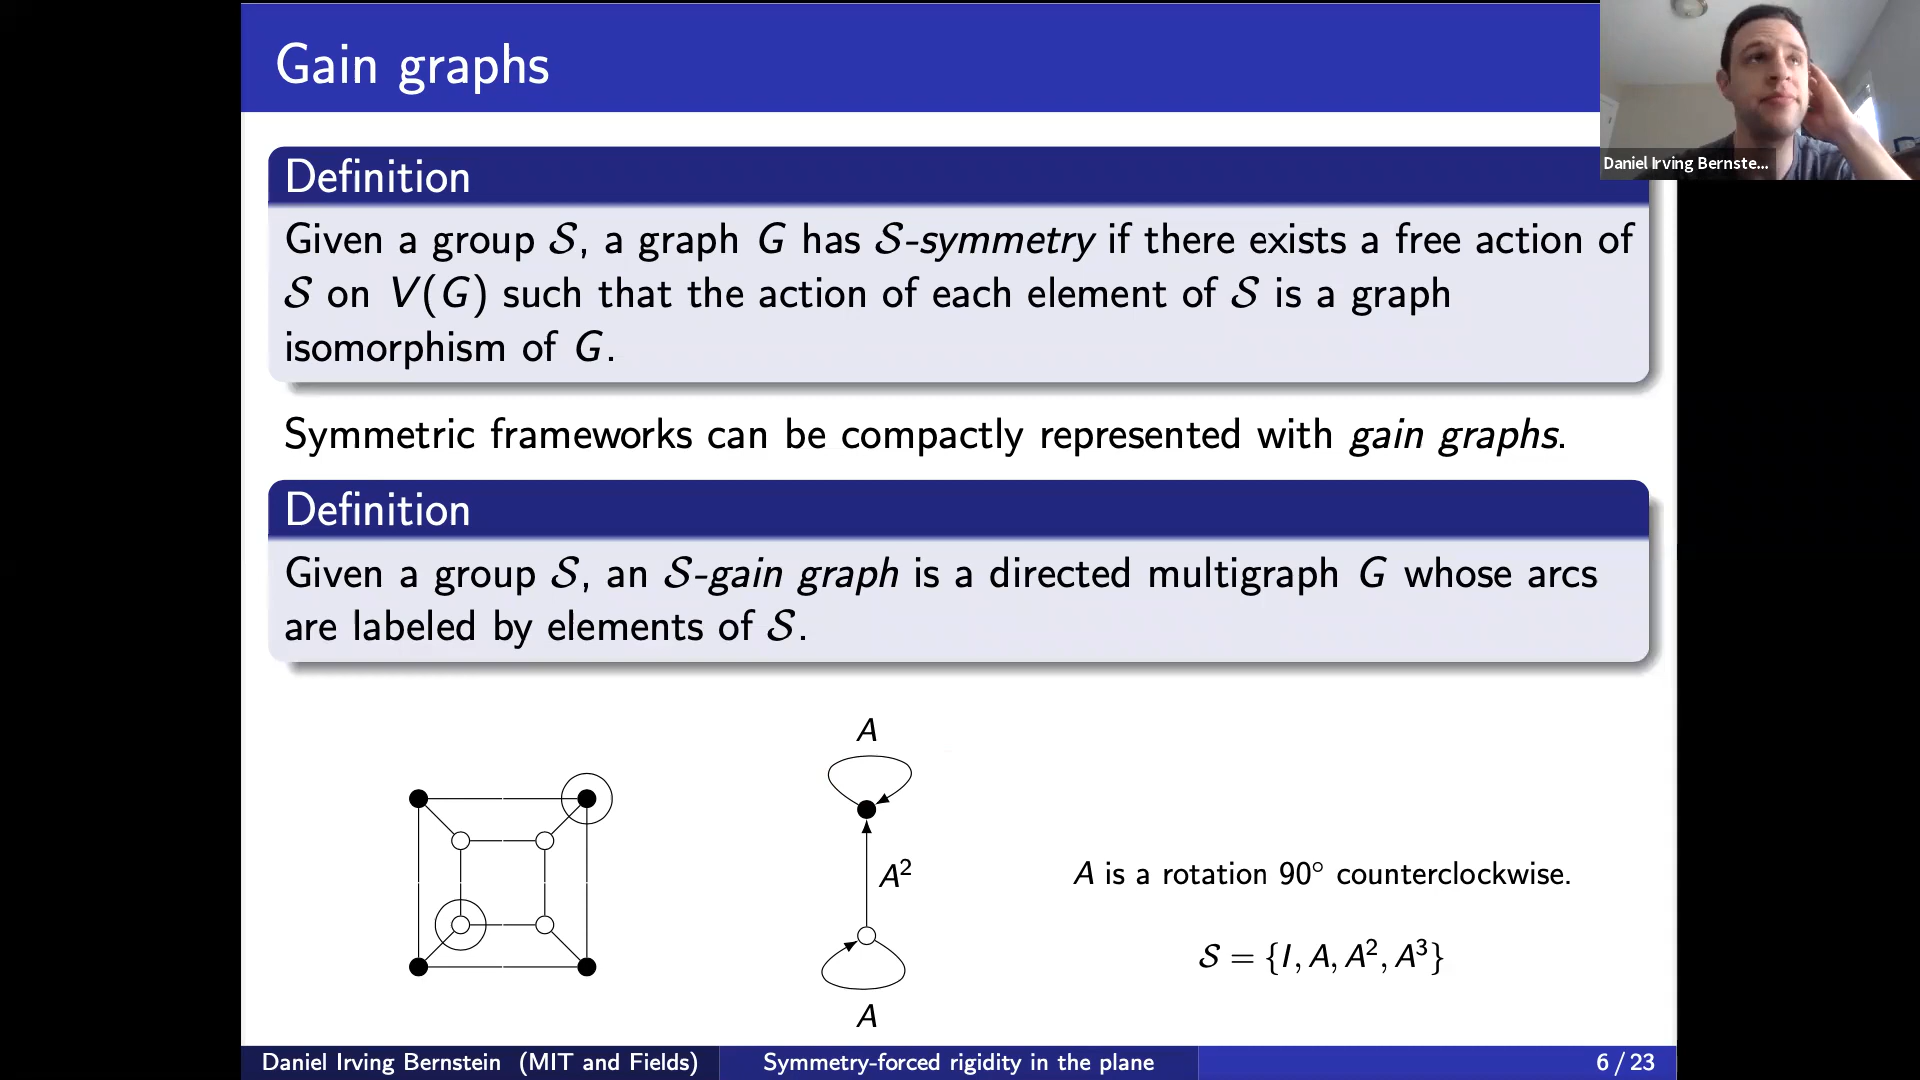 Gain graphs
Daniel Irving Bernste...
Definition
Given a group 𝒮, a graph G has 𝒮-symmetry if there exists a free action of
𝒮 on V(G) such that the action of each element of 𝒮 is a graph
isomorphism of G.
Symmetric frameworks can be compactly represented with gain graphs.
Definition
Given a group 𝒮, an 𝒮-gain graph is a directed multigraph G whose arcs
are labeled by elements of 𝒮.
A
A²
A
A is a rotation 90° counterclockwise.
𝒮 = {I, A, A², A³}
Daniel Irving Bernstein (MIT and Fields)
Symmetry-forced rigidity in the plane
6 / 23